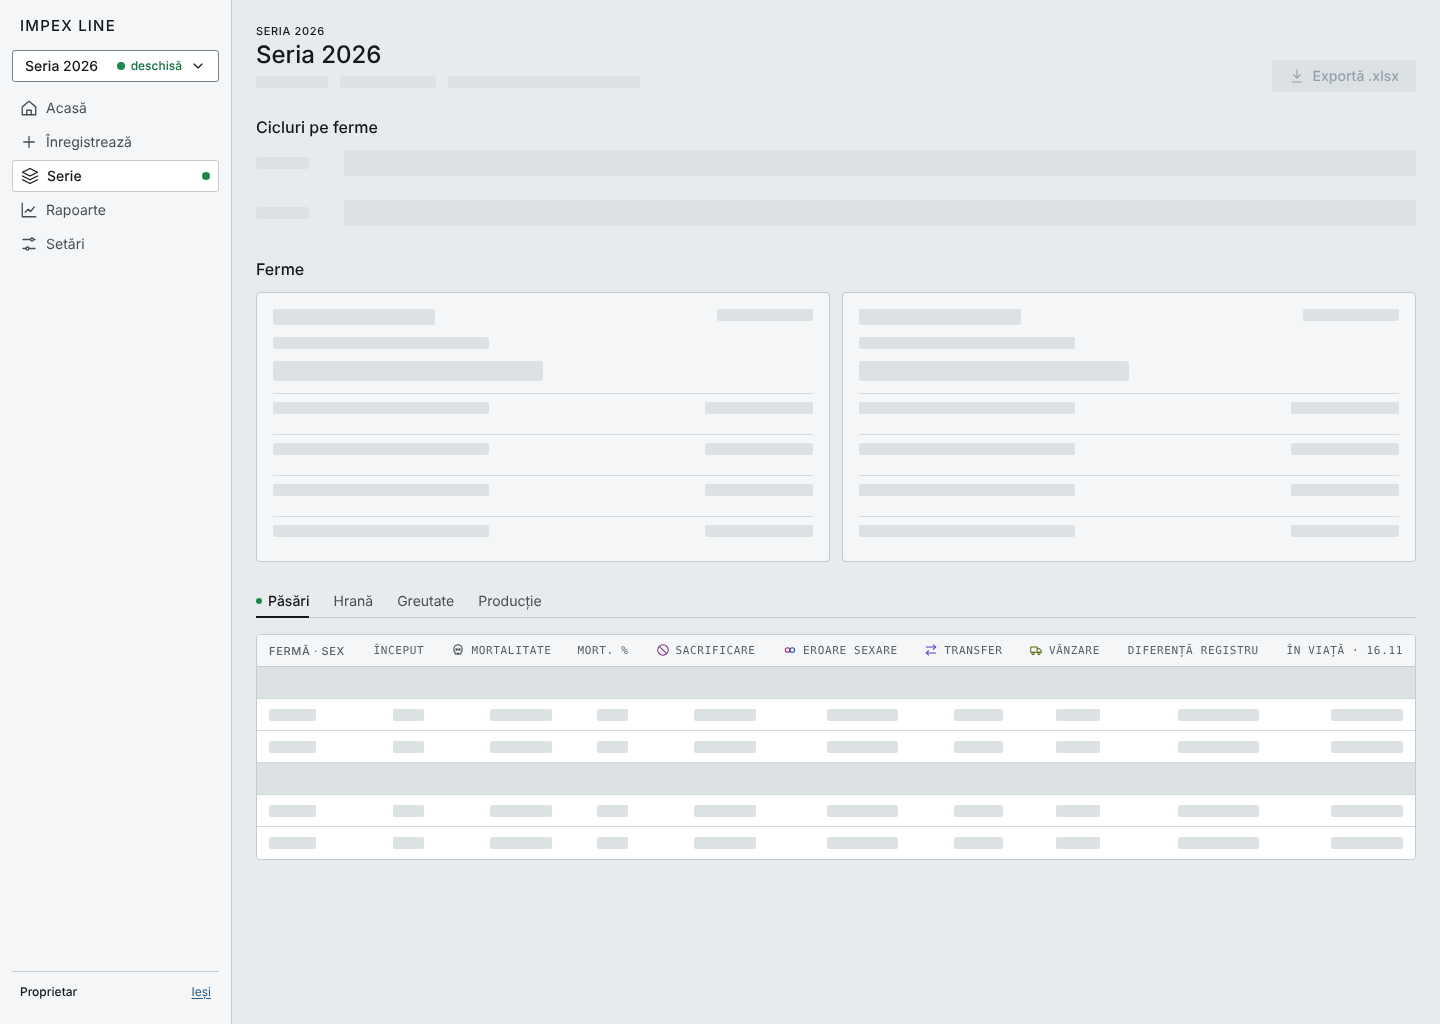 IMPEX LINE
Seria 2026 deschisă
Acasă
Înregistrează
Serie
Rapoarte
Setări
Proprietar Ieși
SERIA 2026
Seria 2026
Exportă .xlsx
Cicluri pe ferme
Ferme
Păsări Hrană Greutate Producție
FERMĂ · SEX ÎNCEPUT MORTALITATE MORT. % SACRIFICARE EROARE SEXARE TRANSFER VÂNZARE DIFERENȚĂ REGISTRU ÎN VIAȚĂ · 16.11